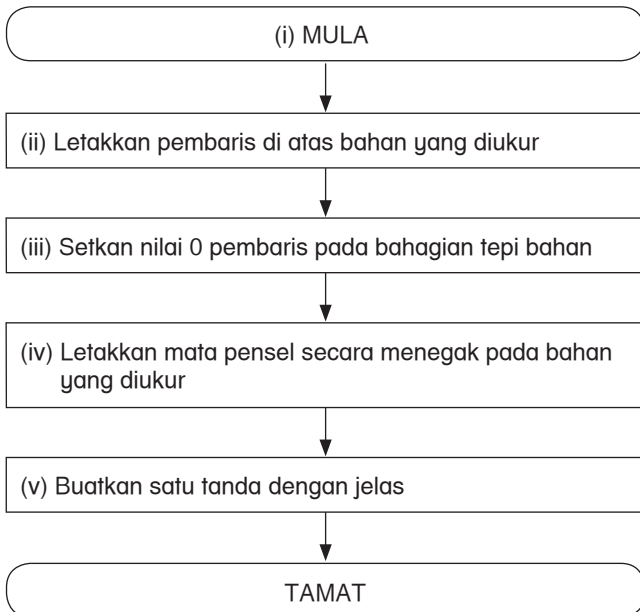 (i) MULA
(ii) Letakkan pembaris di atas bahan yang diukur
(iii) Setkan nilai 0 pembaris pada bahagian tepi bahan
(iv) Letakkan mata pensel secara menegak pada bahan
yang diukur
(v) Buatkan satu tanda dengan jelas
TAMAT